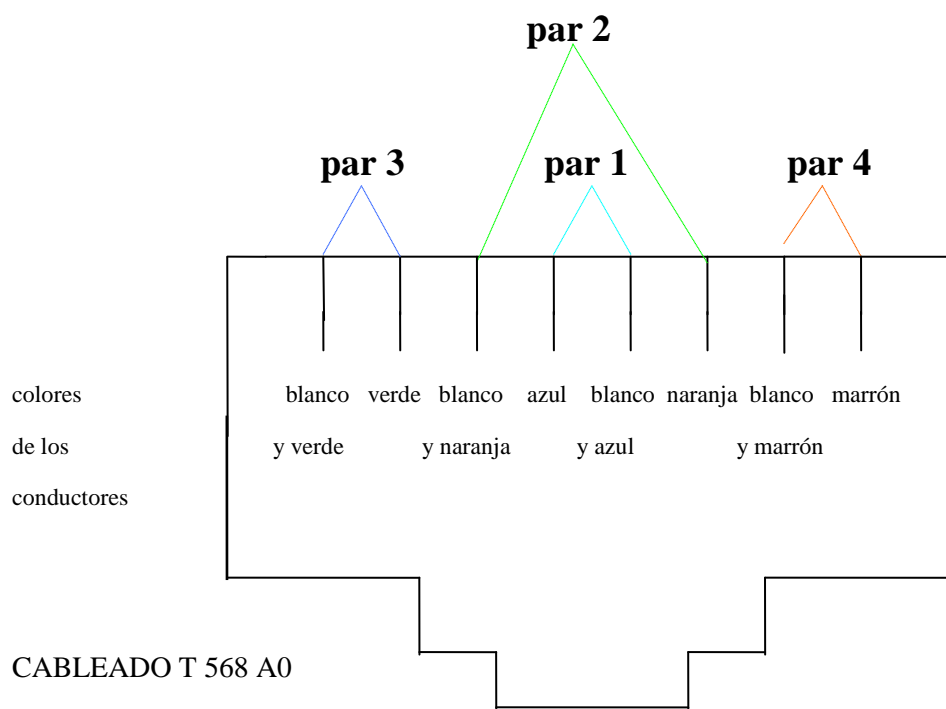 par 2
par 3 par 1 par 4
colores blanco verde blanco azul blanco naranja blanco marrón
de los y verde y naranja y azul y marrón
conductores
CABLEADO T 568 A0